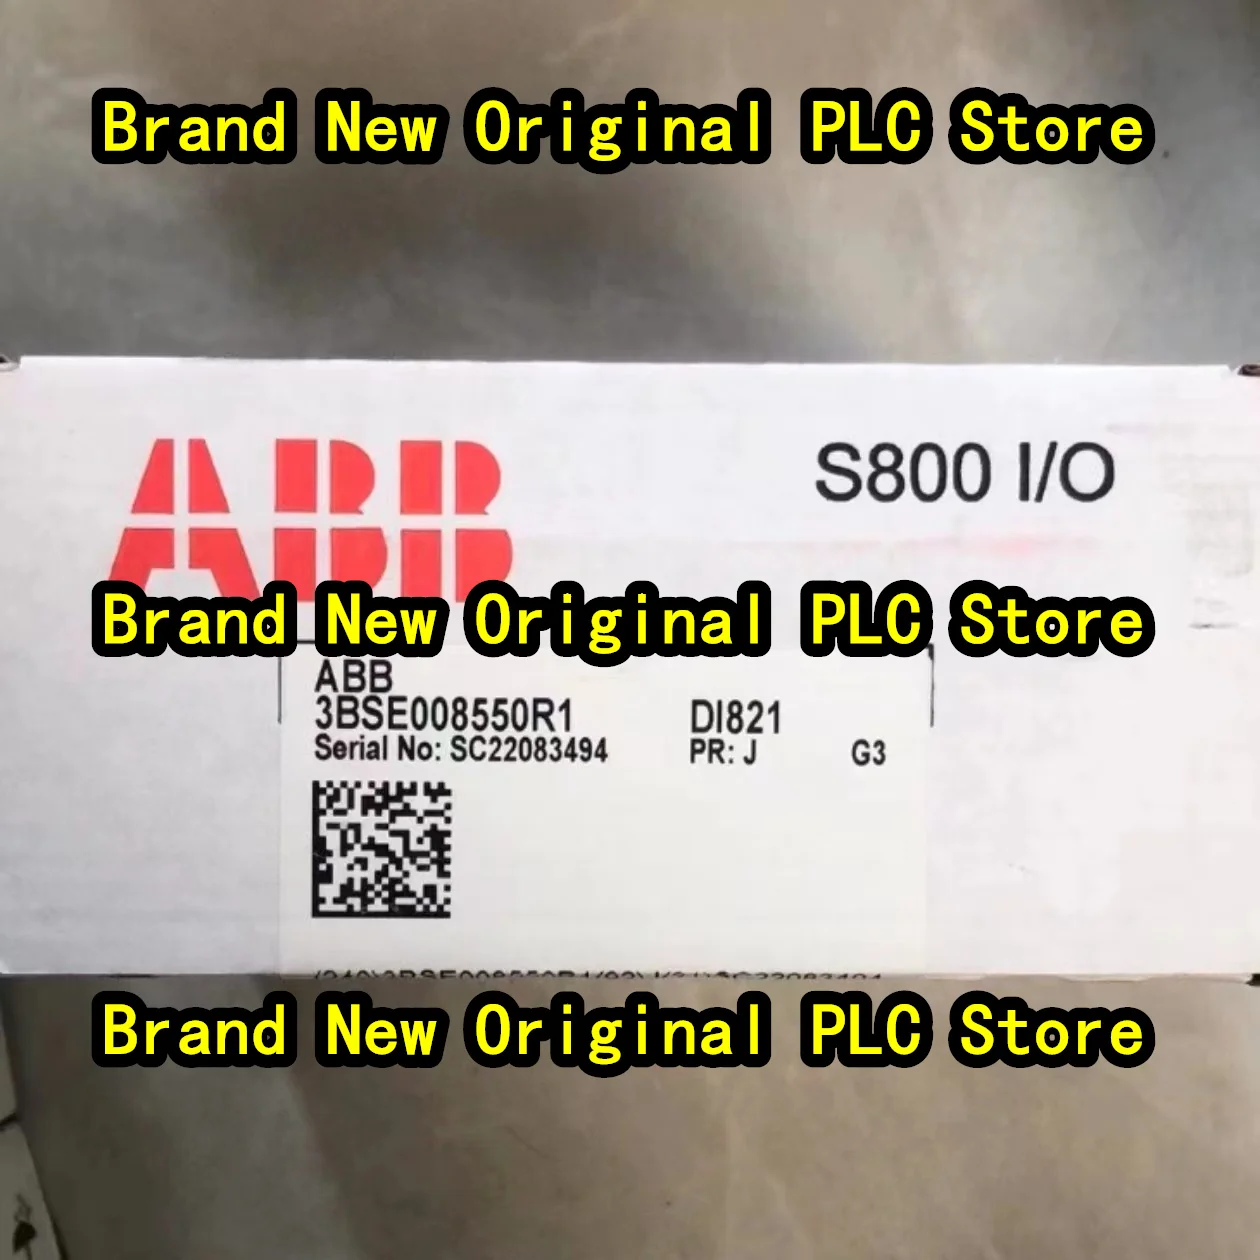 Brand New Original PLC Store
ABB
S800 I/O
Brand New Original PLC Store
ABB
3BSE008550R1 DI821
Serial No: SC22083494 PR: J G3
Brand New Original PLC Store